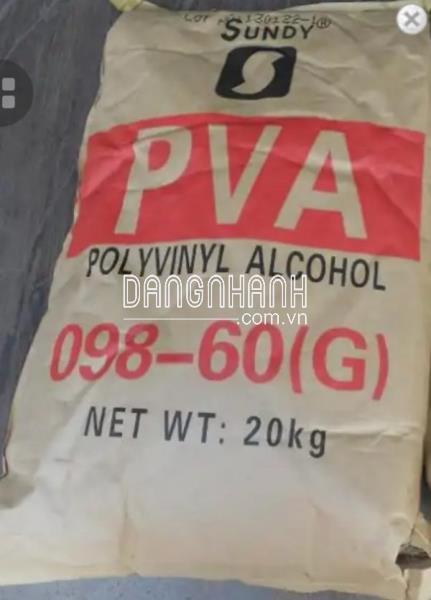 SUNDY®
PVA
POLYVINYL ALCOHOL
DANGNHANH
.com.vn
098-60(G)
NET WT: 20kg